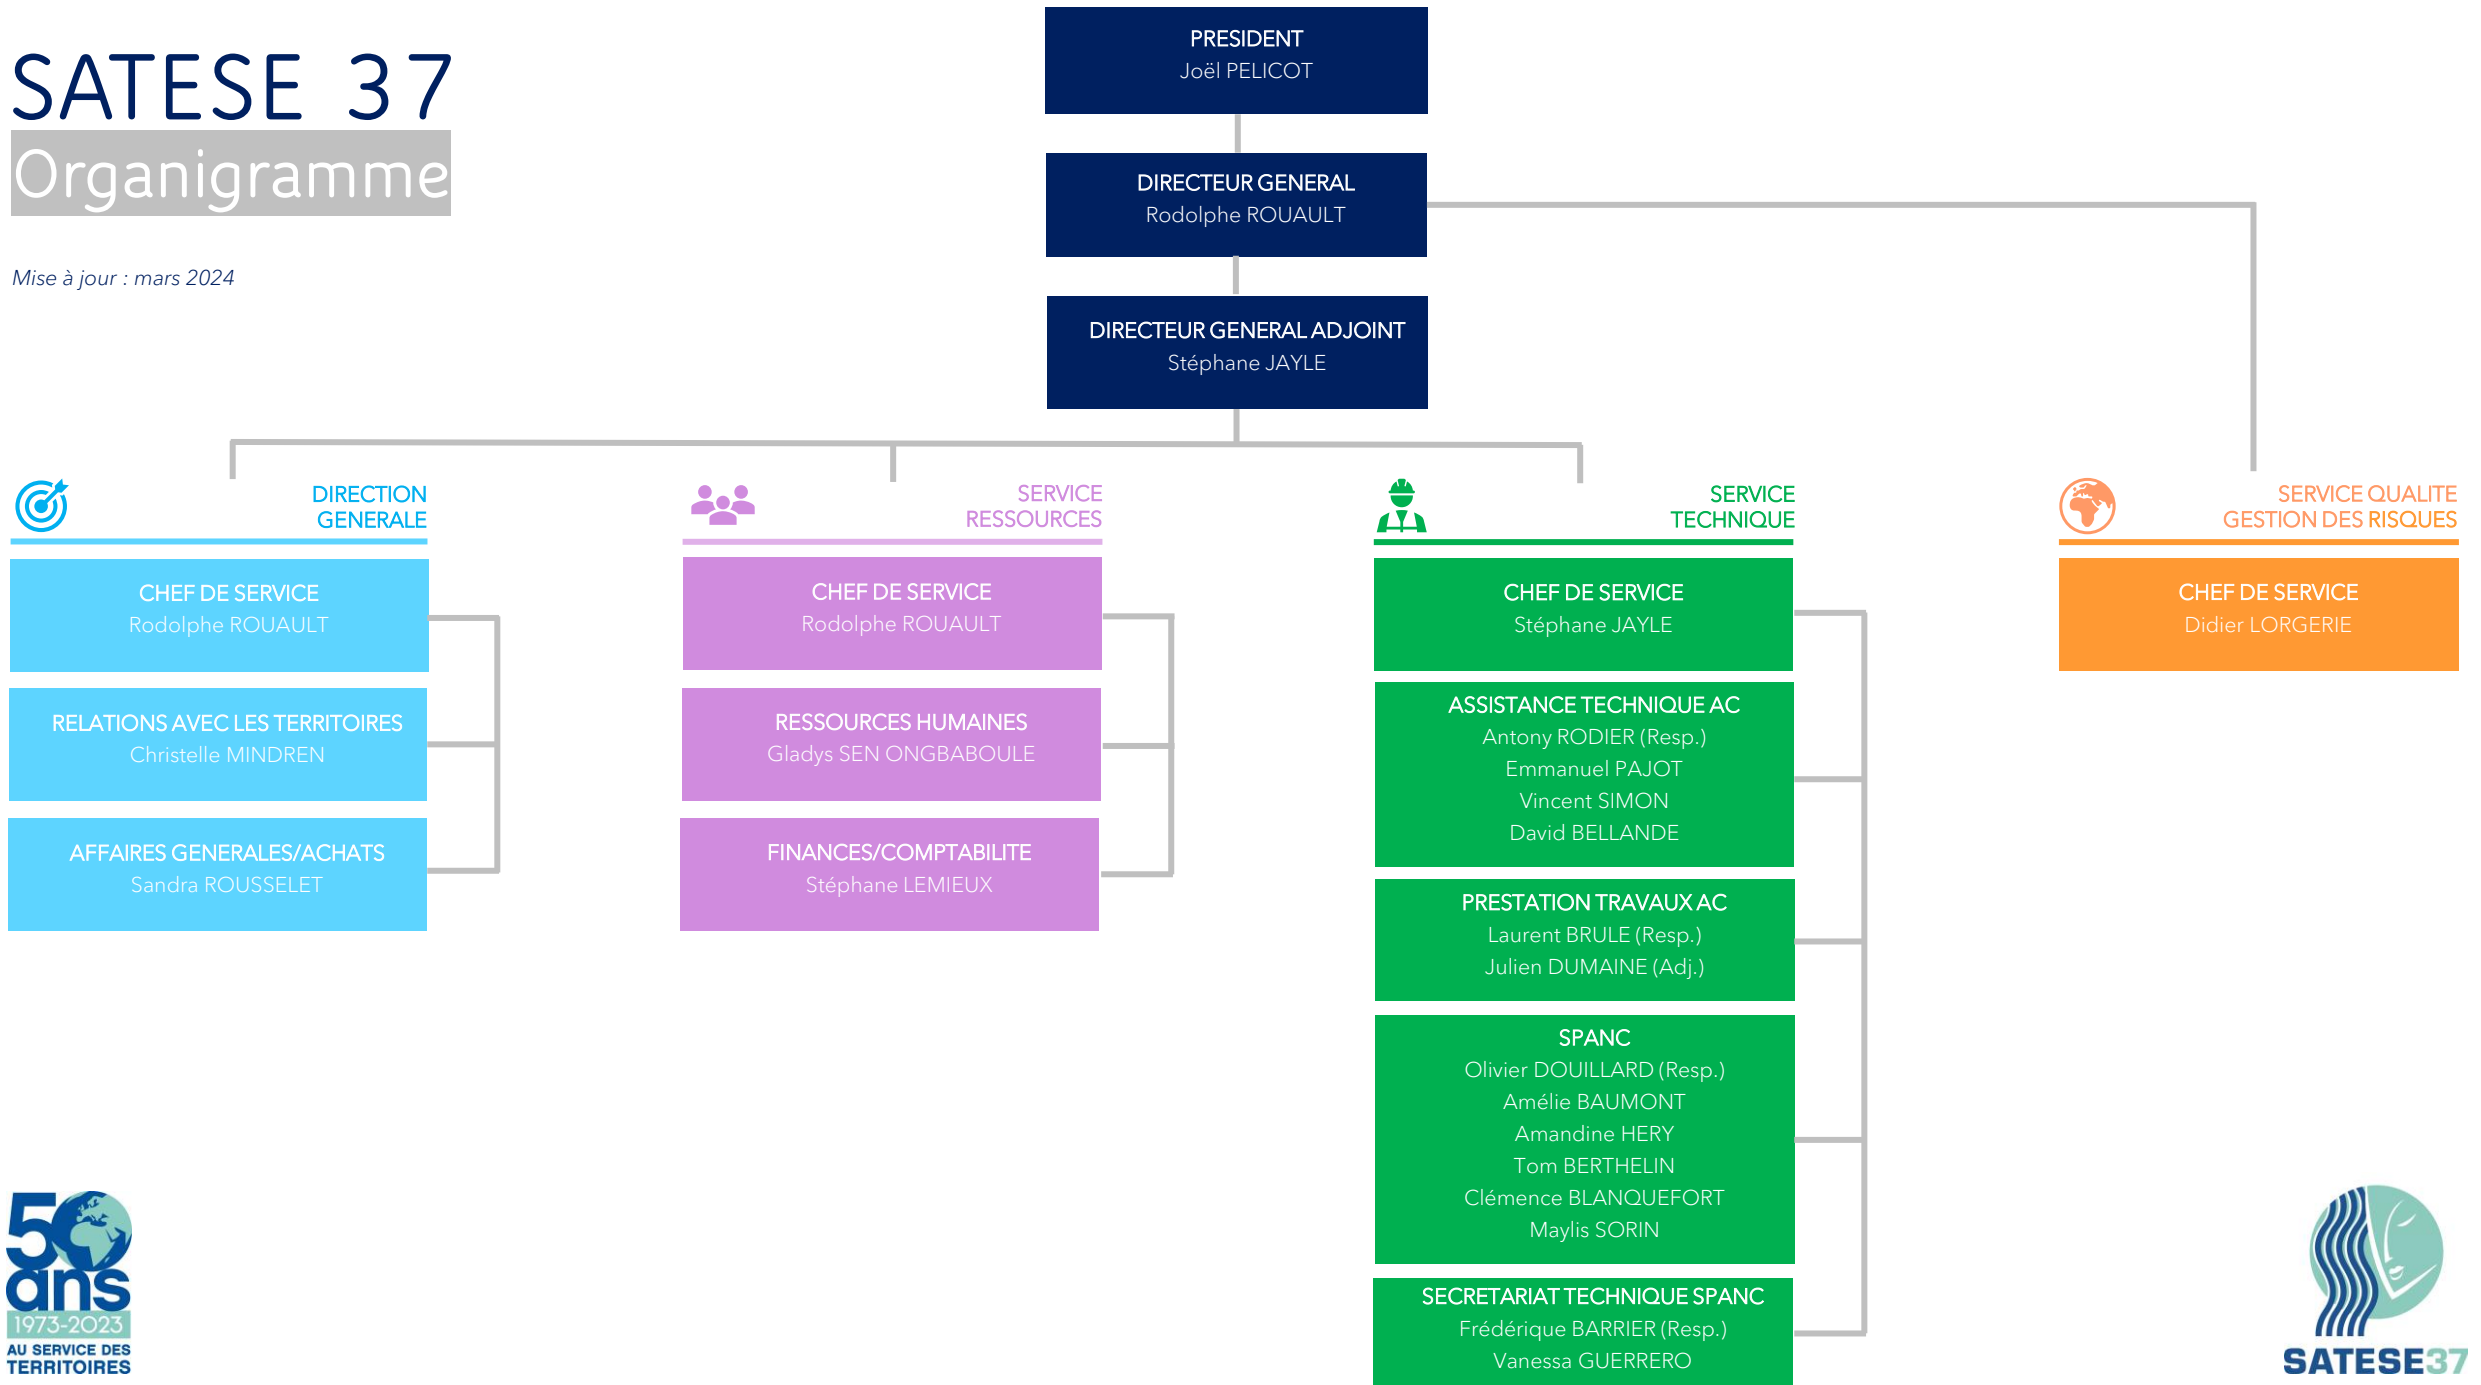 SATESE 37
Organigramme
Mise à jour : mars 2024
PRESIDENT
Joël PELICOT
DIRECTEUR GENERAL
Rodolphe ROUAULT
DIRECTEUR GENERAL ADJOINT
Stéphane JAYLE
DIRECTION
GENERALE
CHEF DE SERVICE
Rodolphe ROUAULT
RELATIONS AVEC LES TERRITOIRES
Christelle MINDREN
AFFAIRES GENERALES/ACHATS
Sandra ROUSSELET
SERVICE
RESSOURCES
CHEF DE SERVICE
Rodolphe ROUAULT
RESSOURCES HUMAINES
Gladys SEN ONGBABOULE
FINANCES/COMPTABILITE
Stéphane LEMIEUX
SERVICE
TECHNIQUE
CHEF DE SERVICE
Stéphane JAYLE
ASSISTANCE TECHNIQUE AC
Antony RODIER (Resp.)
Emmanuel PAJOT
Vincent SIMON
David BELLANDE
PRESTATION TRAVAUX AC
Laurent BRULE (Resp.)
Julien DUMAINE (Adj.)
SPANC
Olivier DOUILLARD (Resp.)
Amélie BAUMONT
Amandine HERY
Tom BERTHELIN
Clémence BLANQUEFORT
Maylis SORIN
SECRETARIAT TECHNIQUE SPANC
Frédérique BARRIER (Resp.)
Vanessa GUERRERO
SERVICE QUALITE
GESTION DES RISQUES
CHEF DE SERVICE
Didier LORGERIE
50
ans
1973-2023
AU SERVICE DES
TERRITOIRES
SATESE37